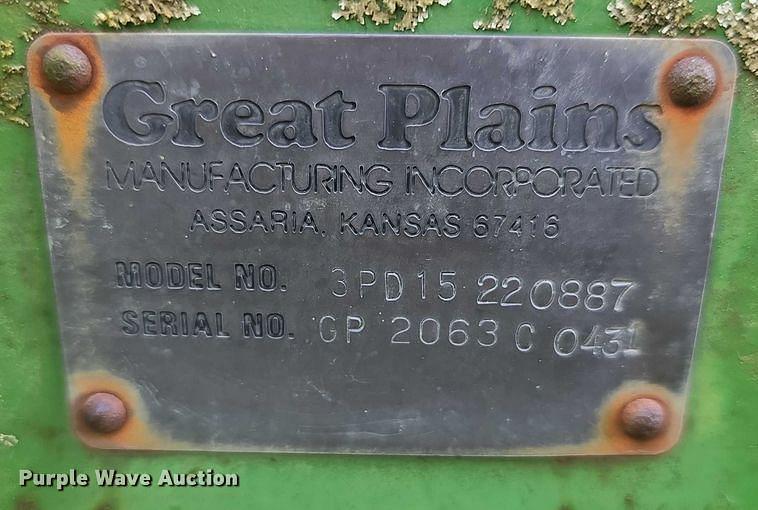 Great Plains
MANUFACTURING INCORPORATED
ASSARIA, KANSAS 67416
MODEL NO. 3PD15 220887
SERIAL NO. GP 2063 C 0431
Purple Wave Auction